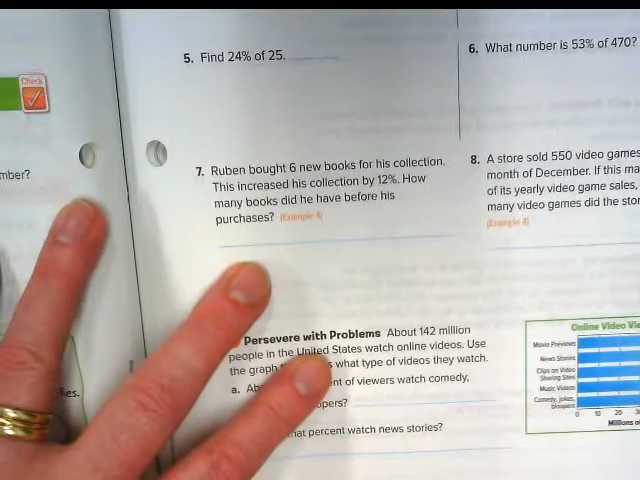 Check
mber?
es.
5. Find 24% of 25.
6. What number is 53% of 470?
7. Ruben bought 6 new books for his collection.
This increased his collection by 12%. How
many books did he have before his
purchases? (Example 4)
8. A store sold 550 video games
month of December. If this ma
of its yearly video game sales,
many video games did the stor
(Example 4)
Persevere with Problems About 142 million
people in the United States watch online videos. Use
the graph s what type of videos they watch.
a. Ab nt of viewers watch comedy,
opers?
hat percent watch news stories?
Online Video Vie
Movie Previews
News Stories
Clips on Video
Sharing Sites
Music Videos
Comedy, jokes,
bloopers
0 10 20 30
Millions o